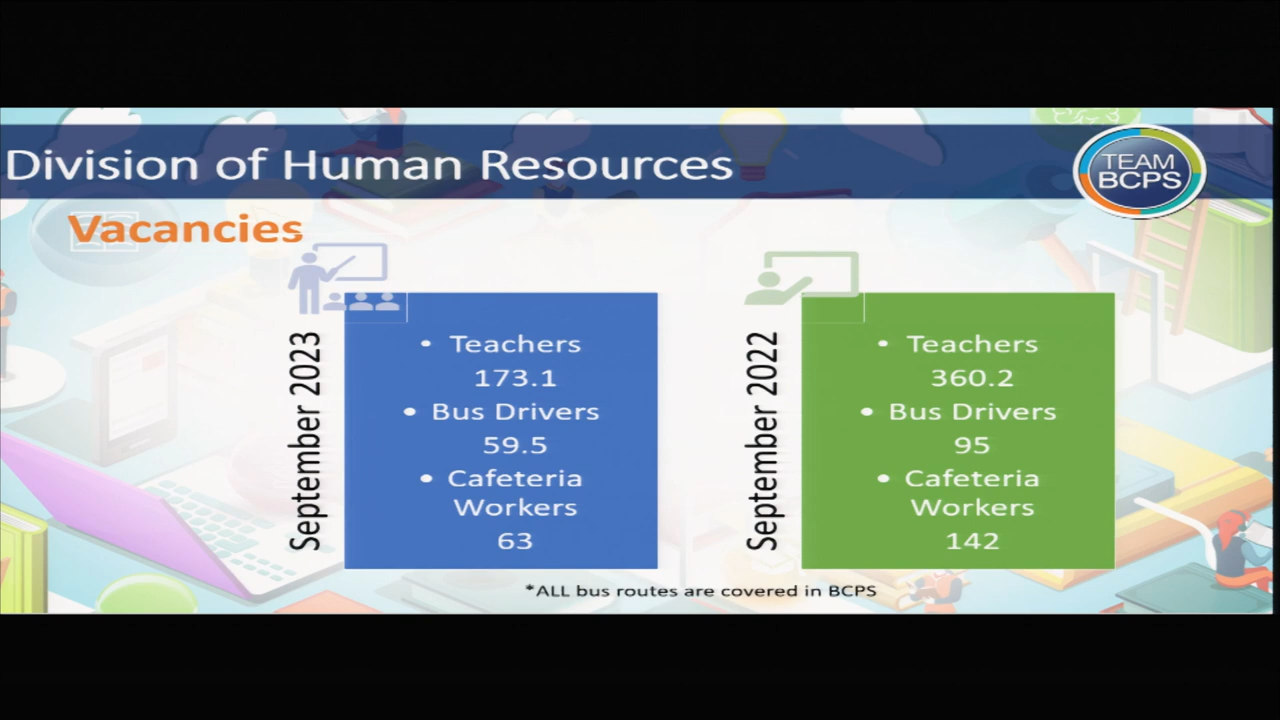 Division of Human Resources
TEAM
BCPS
Vacancies
September 2023
• Teachers
173.1
• Bus Drivers
59.5
• Cafeteria
Workers
63
September 2022
• Teachers
360.2
• Bus Drivers
95
• Cafeteria
Workers
142
*ALL bus routes are covered in BCPS